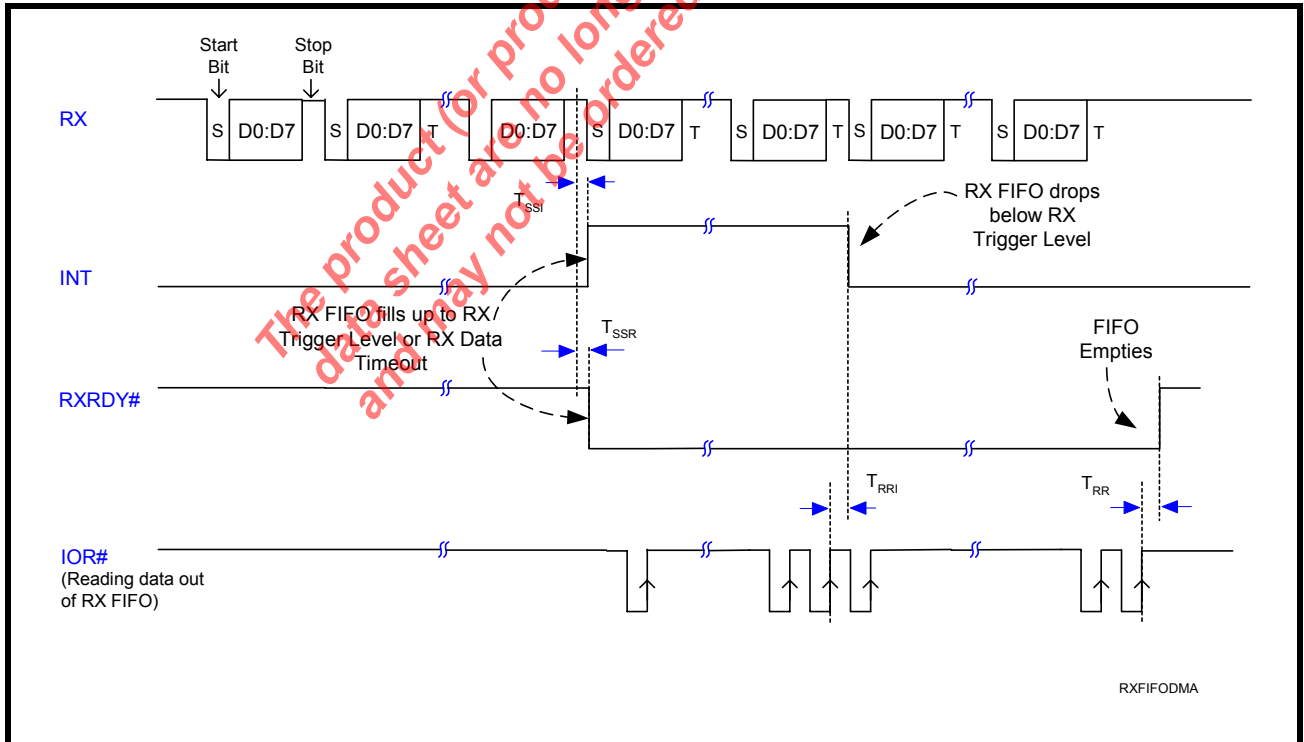 Start
Bit
Stop
Bit
RX
S D0:D7 S D0:D7 T D0:D7 S D0:D7 T S D0:D7 T S D0:D7 T S D0:D7 T
TSSI
RX FIFO drops
below RX
Trigger Level
INT
RX FIFO fills up to RX
Trigger Level or RX Data
Timeout
TSSR
FIFO
Empties
RXRDY#
TRRI
TRR
IOR#
(Reading data out
of RX FIFO)
RXFIFODMA
The product (or
data sheet are no
and may not be ordered